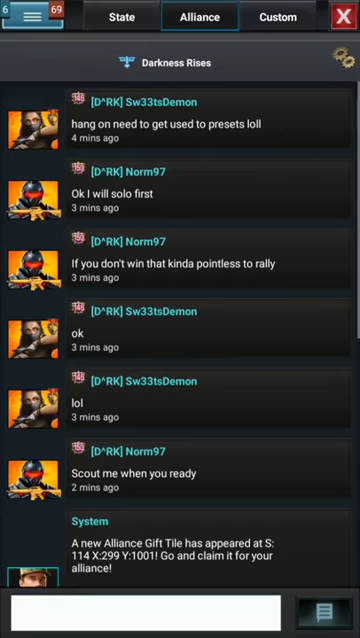 6
69
State
Alliance
Custom
X
Darkness Rises
[D^RK] Sw33tsDemon
hang on need to get used to presets loll
4 mins ago
[D^RK] Norm97
Ok I will solo first
3 mins ago
[D^RK] Norm97
If you don't win that kinda pointless to rally
3 mins ago
[D^RK] Sw33tsDemon
ok
3 mins ago
[D^RK] Sw33tsDemon
lol
3 mins ago
[D^RK] Norm97
Scout me when you ready
2 mins ago
System
A new Alliance Gift Tile has appeared at S:
114 X:299 Y:1001! Go and claim it for your
alliance!